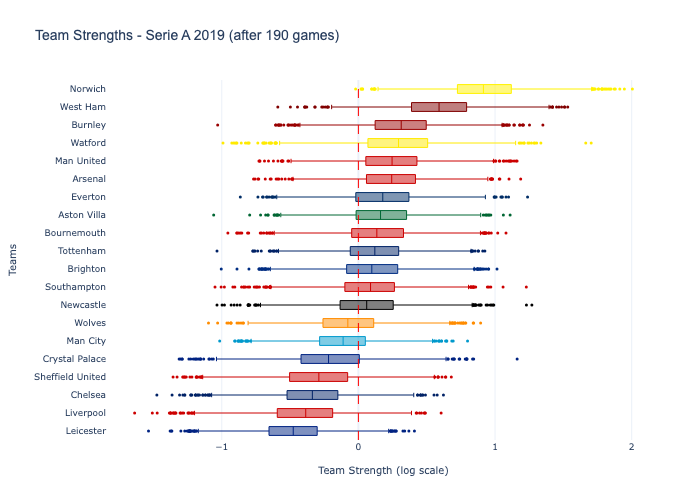 Team Strengths - Serie A 2019 (after 190 games)
Norwich
West Ham
Burnley
Watford
Man United
Arsenal
Everton
Aston Villa
Bournemouth
Tottenham
Brighton
Southampton
Newcastle
Wolves
Man City
Crystal Palace
Sheffield United
Chelsea
Liverpool
Leicester
Teams
−1 0 1 2
Team Strength (log scale)